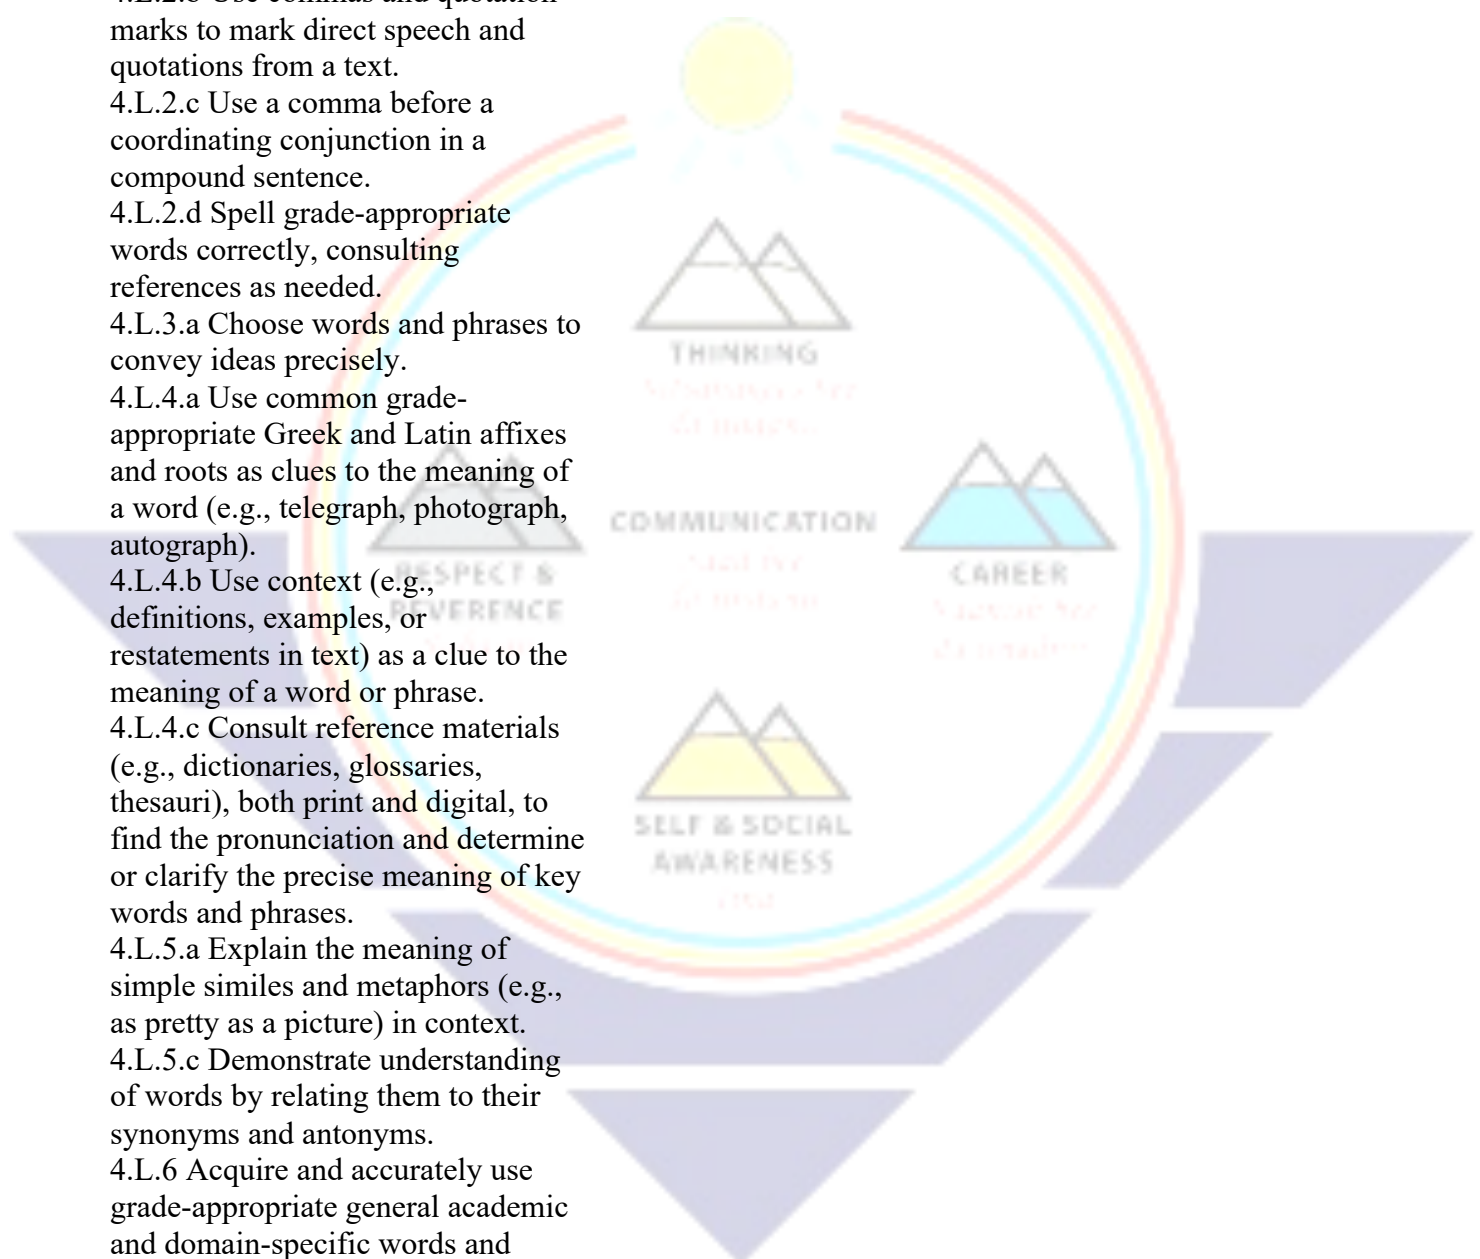 marks to mark direct speech and
quotations from a text.
4.L.2.c Use a comma before a
coordinating conjunction in a
compound sentence.
4.L.2.d Spell grade-appropriate
words correctly, consulting
references as needed.
4.L.3.a Choose words and phrases to
convey ideas precisely.
4.L.4.a Use common grade-
appropriate Greek and Latin affixes
and roots as clues to the meaning of
a word (e.g., telegraph, photograph,
autograph).
4.L.4.b Use context (e.g.,
definitions, examples, or
restatements in text) as a clue to the
meaning of a word or phrase.
4.L.4.c Consult reference materials
(e.g., dictionaries, glossaries,
thesauri), both print and digital, to
find the pronunciation and determine
or clarify the precise meaning of key
words and phrases.
4.L.5.a Explain the meaning of
simple similes and metaphors (e.g.,
as pretty as a picture) in context.
4.L.5.c Demonstrate understanding
of words by relating them to their
synonyms and antonyms.
4.L.6 Acquire and accurately use
grade-appropriate general academic
and domain-specific words and
THINKING
RESPECT &
REVERENCE
COMMUNICATION
CAREER
SELF & SOCIAL
AWARENESS